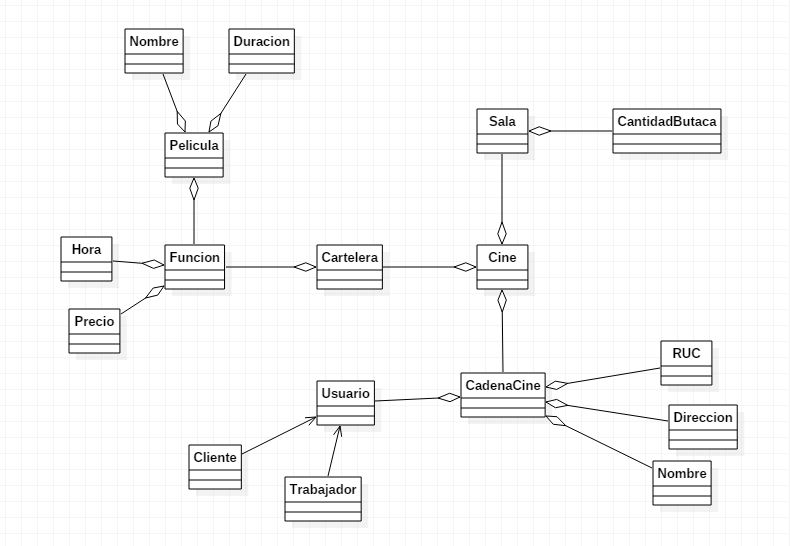 Nombre
Duracion
Pelicula
Sala
CantidadButaca
Hora
Funcion
Cartelera
Cine
Precio
RUC
CadenaCine
Usuario
Direccion
Cliente
Nombre
Trabajador